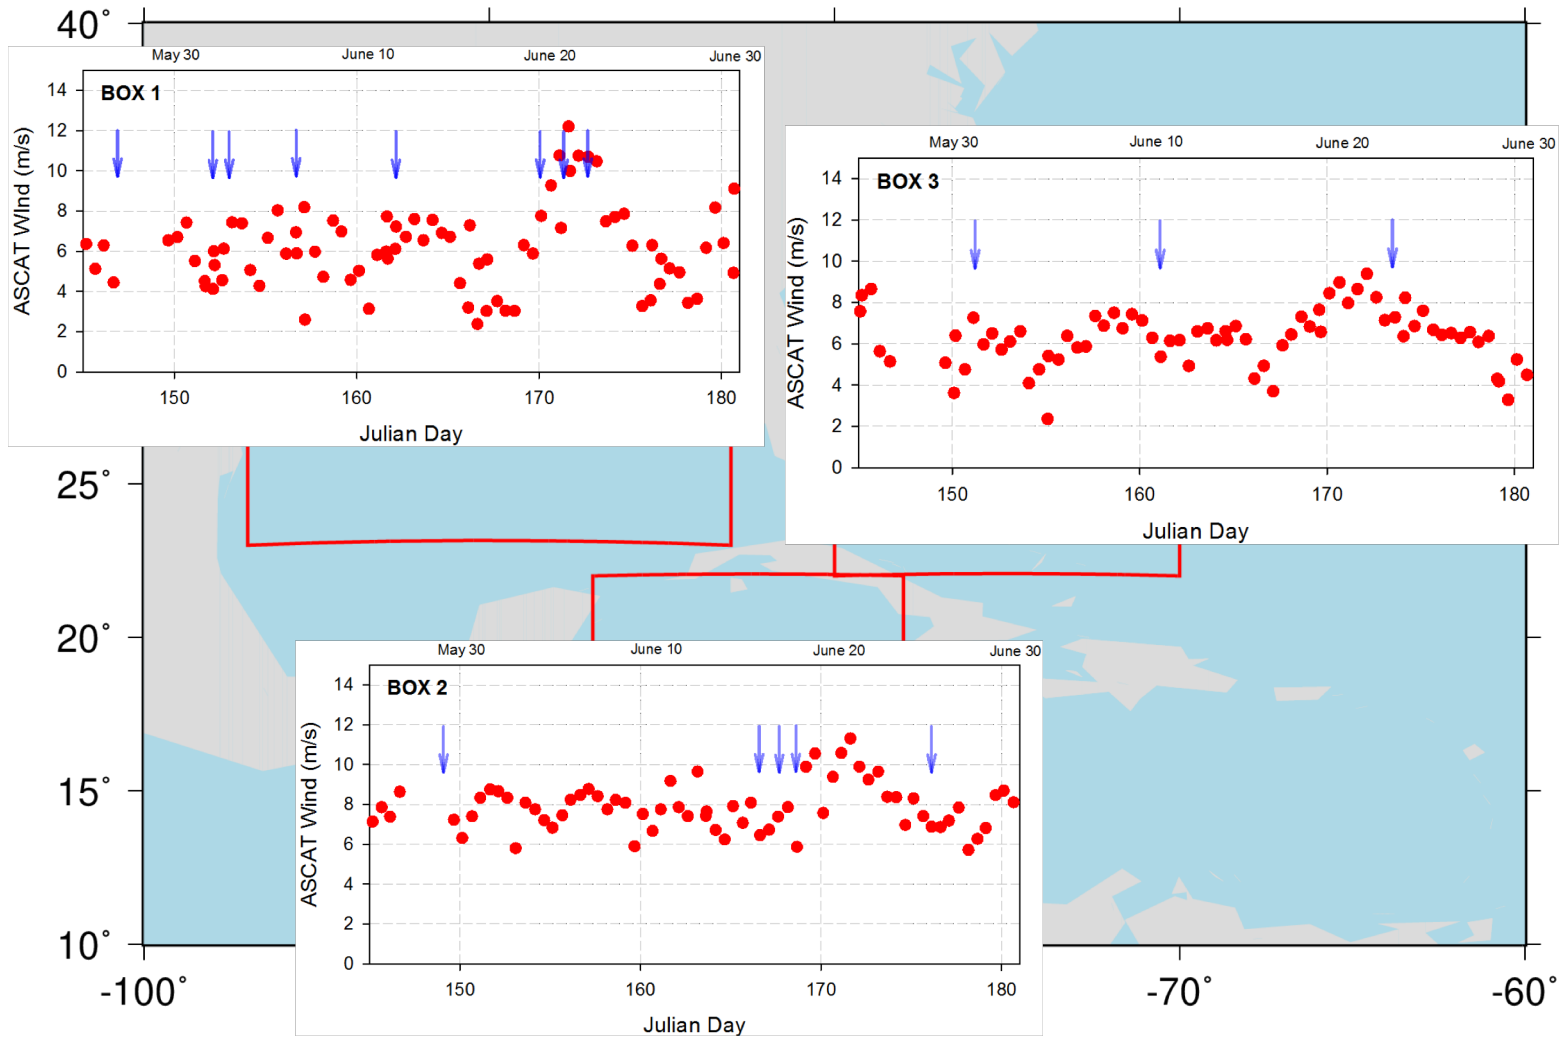 40°
May 30 June 10 June 20 June 30
BOX 1
ASCAT WInd (m/s)
14
12
10
8
6
4
2
0
150 160 170 180
Julian Day
May 30 June 10 June 20 June 30
BOX 3
ASCAT Wind (m/s)
14
12
10
8
6
4
2
0
150 160 170 180
Julian Day
25°
20°
15°
10°
May 30 June 10 June 20 June 30
BOX 2
ASCAT Wind (m/s)
14
12
10
8
6
4
2
0
150 160 170 180
Julian Day
-100° -70° -60°